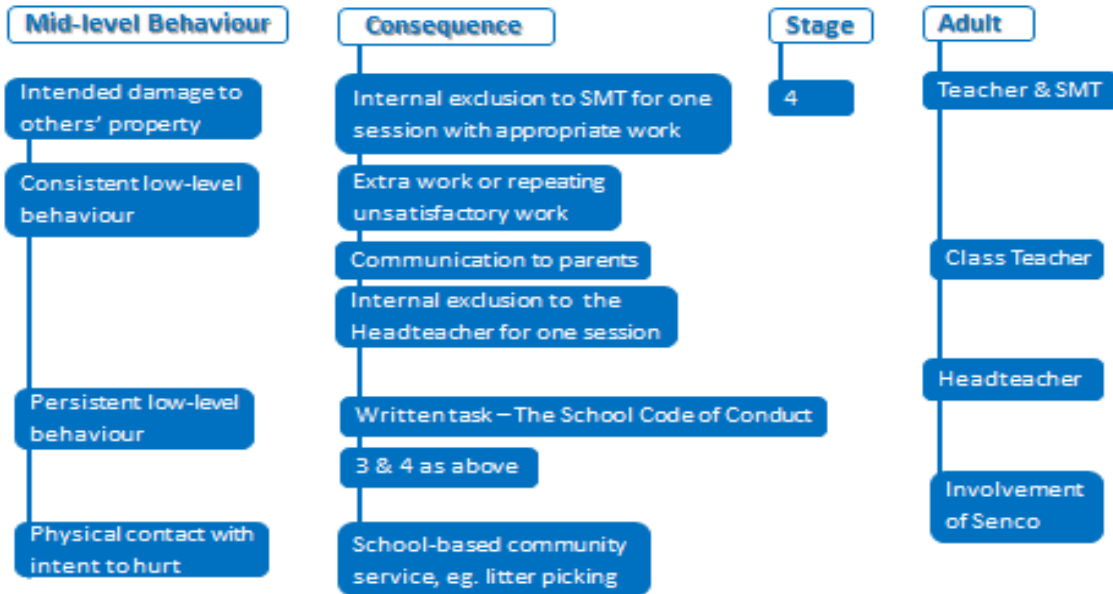 Mid-level Behaviour
Intended damage to
others’ property
Consistent low-level
behaviour
Persistent low-level
behaviour
Physical contact with
intent to hurt
Consequence
Internal exclusion to SMT for one
session with appropriate work
Extra work or repeating
unsatisfactory work
Communication to parents
Internal exclusion to the
Headteacher for one session
Written task – The School Code of Conduct
3 & 4 as above
School-based community
service, eg. litter picking
Stage
4
Adult
Teacher & SMT
Class Teacher
Headteacher
Involvement
of Senco